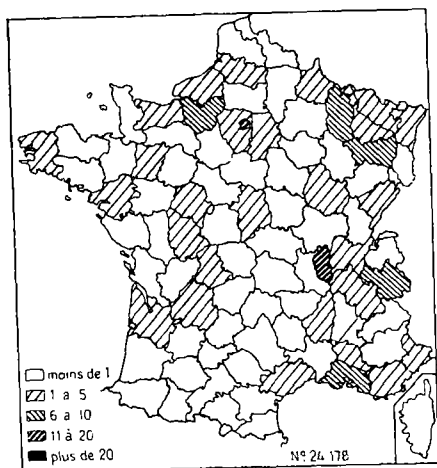 moins de 1
1 a 5
6 a 10
11 à 20
plus de 20
Nº 24 178